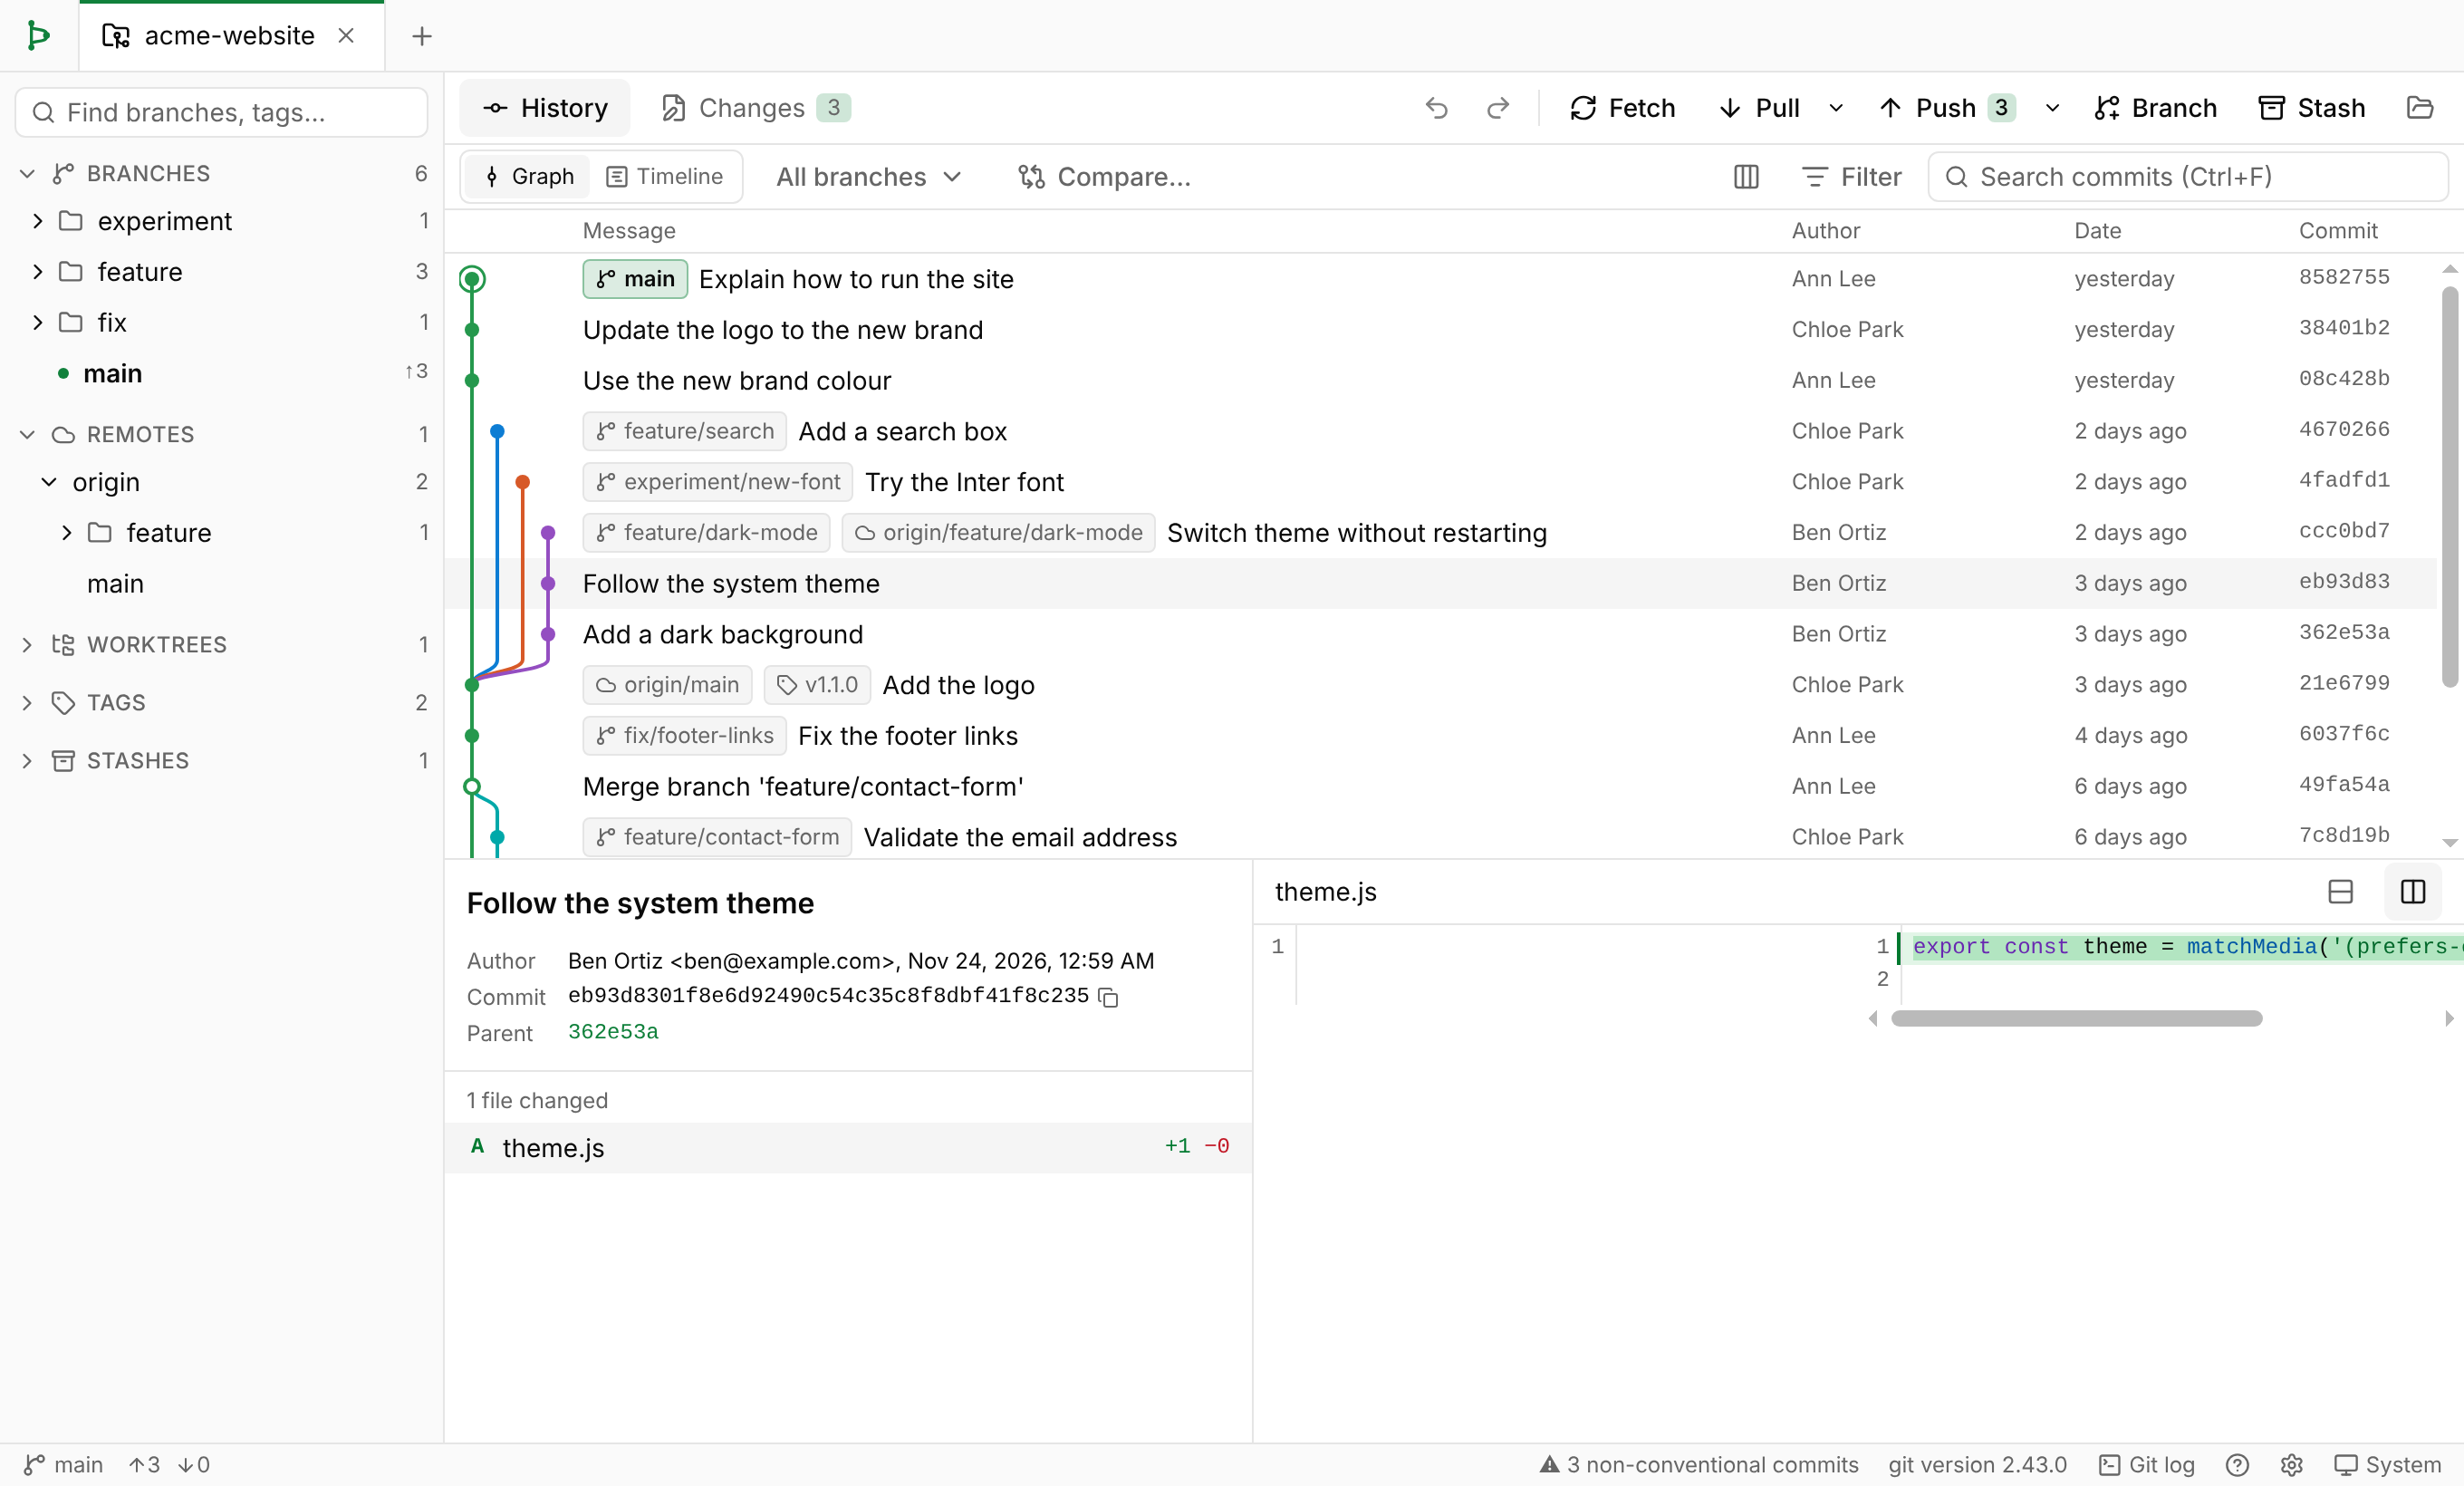 acme-website
Find branches, tags...
History Changes 3 Fetch Pull Push 3 Branch Stash
BRANCHES 6
experiment 1
feature 3
fix 1
main ↑3
REMOTES 1
origin 2
feature 1
main
WORKTREES 1
TAGS 2
STASHES 1
Graph Timeline All branches Compare... Filter Search commits (Ctrl+F)
Message Author Date Commit
main Explain how to run the site Ann Lee yesterday 8582755
Update the logo to the new brand Chloe Park yesterday 38401b2
Use the new brand colour Ann Lee yesterday 08c428b
feature/search Add a search box Chloe Park 2 days ago 4670266
experiment/new-font Try the Inter font Chloe Park 2 days ago 4fadfd1
feature/dark-mode origin/feature/dark-mode Switch theme without restarting Ben Ortiz 2 days ago ccc0bd7
Follow the system theme Ben Ortiz 3 days ago eb93d83
Add a dark background Ben Ortiz 3 days ago 362e53a
origin/main v1.1.0 Add the logo Chloe Park 3 days ago 21e6799
fix/footer-links Fix the footer links Ann Lee 4 days ago 6037f6c
Merge branch 'feature/contact-form' Ann Lee 6 days ago 49fa54a
feature/contact-form Validate the email address Chloe Park 6 days ago 7c8d19b
Follow the system theme
Author Ben Ortiz <ben@example.com>, Nov 24, 2026, 12:59 AM
Commit eb93d8301f8e6d92490c54c35c8f8dbf41f8c235
Parent 362e53a
1 file changed
A theme.js +1 −0
theme.js
1 1 export const theme = matchMedia('(prefers-
2
main ↑3 ↓0 3 non-conventional commits git version 2.43.0 Git log System